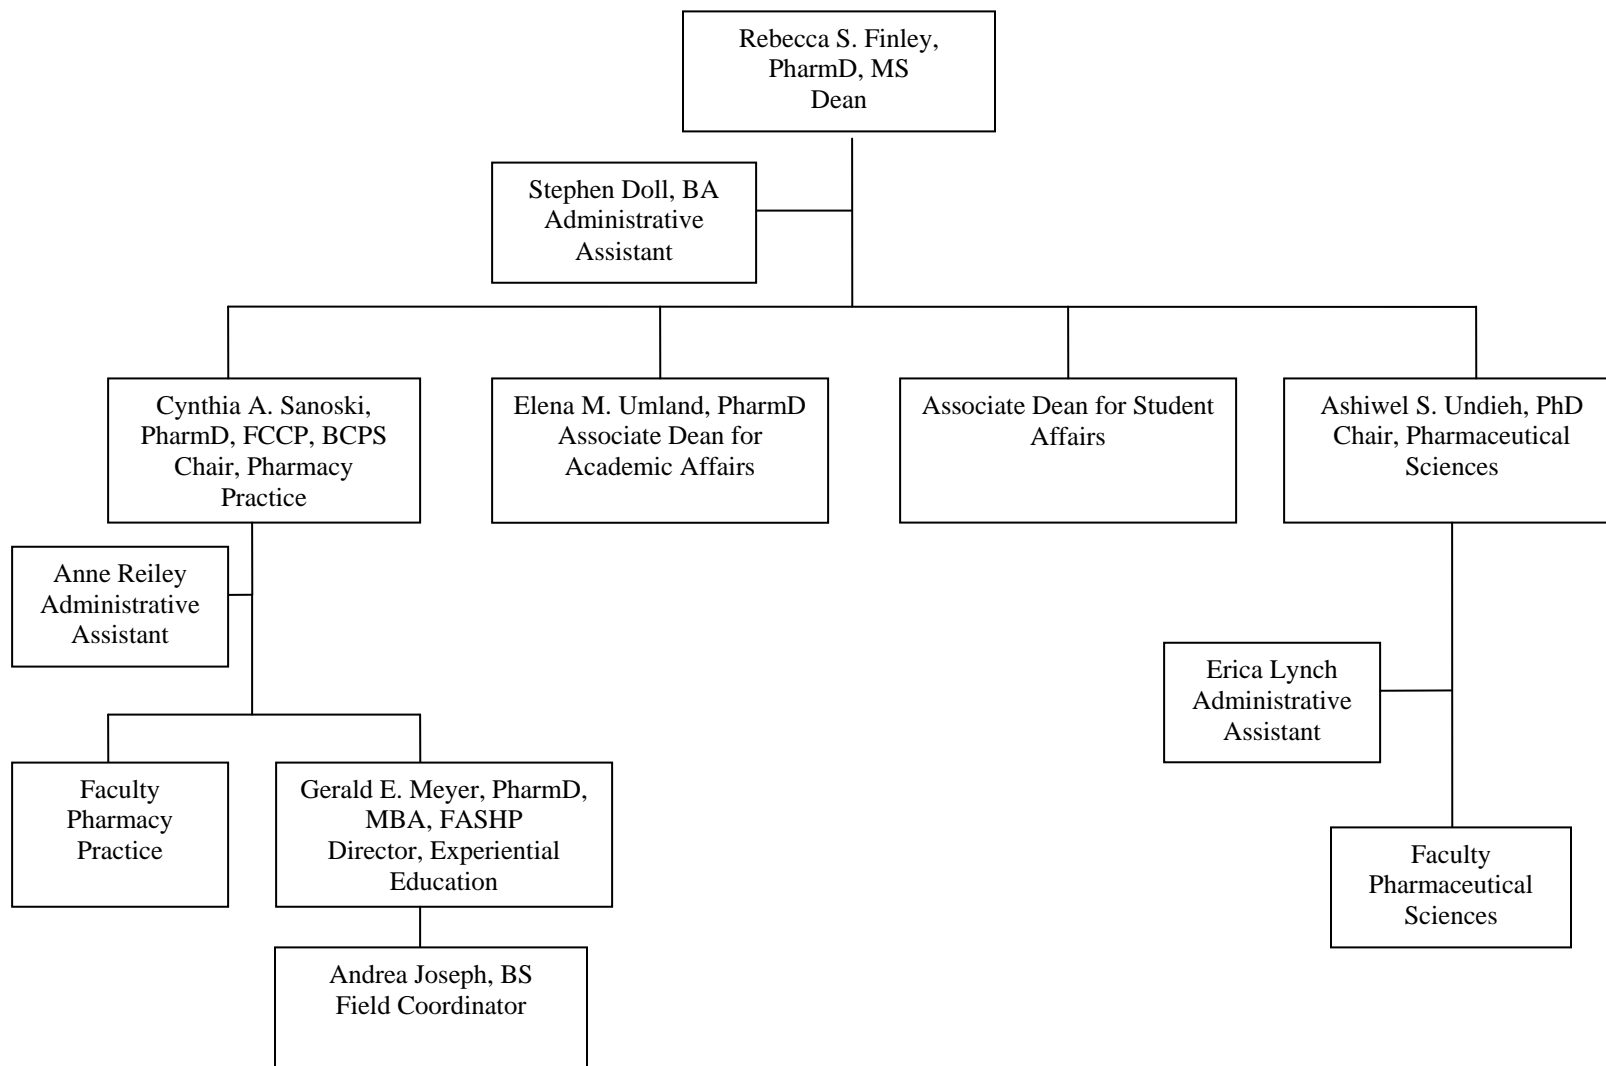 Rebecca S. Finley,
PharmD, MS
Dean
Stephen Doll, BA
Administrative
Assistant
Cynthia A. Sanoski,
PharmD, FCCP, BCPS
Chair, Pharmacy
Practice
Elena M. Umland, PharmD
Associate Dean for
Academic Affairs
Associate Dean for Student
Affairs
Ashiwel S. Undieh, PhD
Chair, Pharmaceutical
Sciences
Anne Reiley
Administrative
Assistant
Erica Lynch
Administrative
Assistant
Faculty
Pharmacy
Practice
Gerald E. Meyer, PharmD,
MBA, FASHP
Director, Experiential
Education
Faculty
Pharmaceutical
Sciences
Andrea Joseph, BS
Field Coordinator